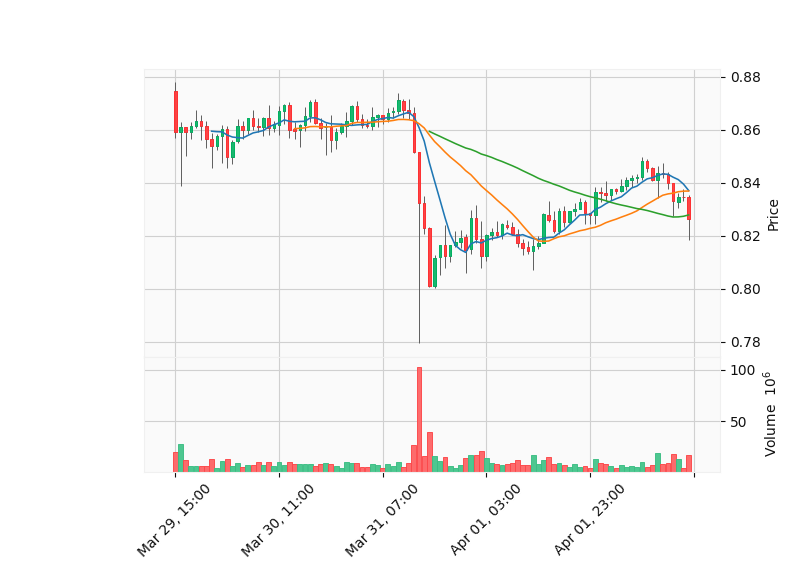 0.88
0.86
0.84
0.82
0.80
0.78
Price
100
50
Volume 10^6
Mar 29, 15:00
Mar 30, 11:00
Mar 31, 07:00
Apr 01, 03:00
Apr 01, 23:00